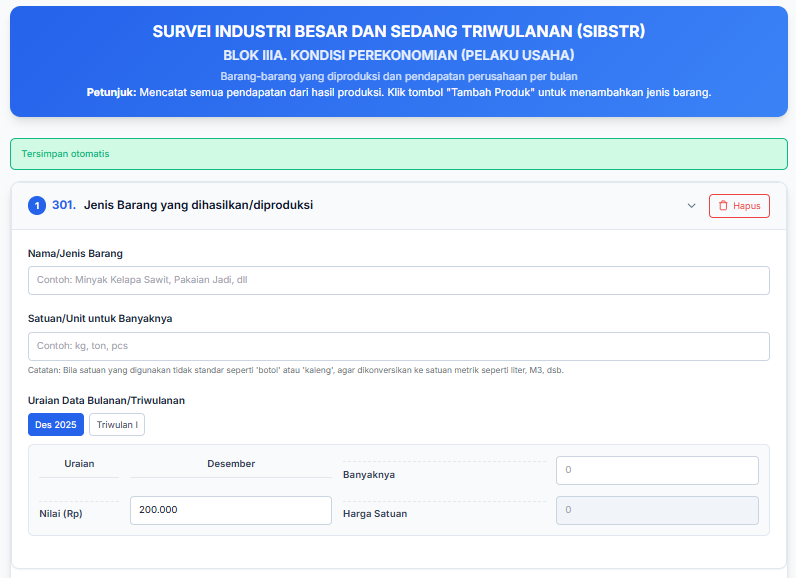 SURVEI INDUSTRI BESAR DAN SEDANG TRIWULANAN (SIBSTR)
BLOK IIIA. KONDISI PEREKONOMIAN (PELAKU USAHA)
Barang-barang yang diproduksi dan pendapatan perusahaan per bulan
Petunjuk: Mencatat semua pendapatan dari hasil produksi. Klik tombol "Tambah Produk" untuk menambahkan jenis barang.
Tersimpan otomatis
1 301. Jenis Barang yang dihasilkan/diproduksi Hapus
Nama/Jenis Barang
Contoh: Minyak Kelapa Sawit, Pakaian Jadi, dll
Satuan/Unit untuk Banyaknya
Contoh: kg, ton, pcs
Catatan: Bila satuan yang digunakan tidak standar seperti 'botol' atau 'kaleng', agar dikonversikan ke satuan metrik seperti liter, M3, dsb.
Uraian Data Bulanan/Triwulanan
Des 2025 Triwulan I
Uraian Desember Banyaknya 0
Nilai (Rp) 200.000 Harga Satuan 0